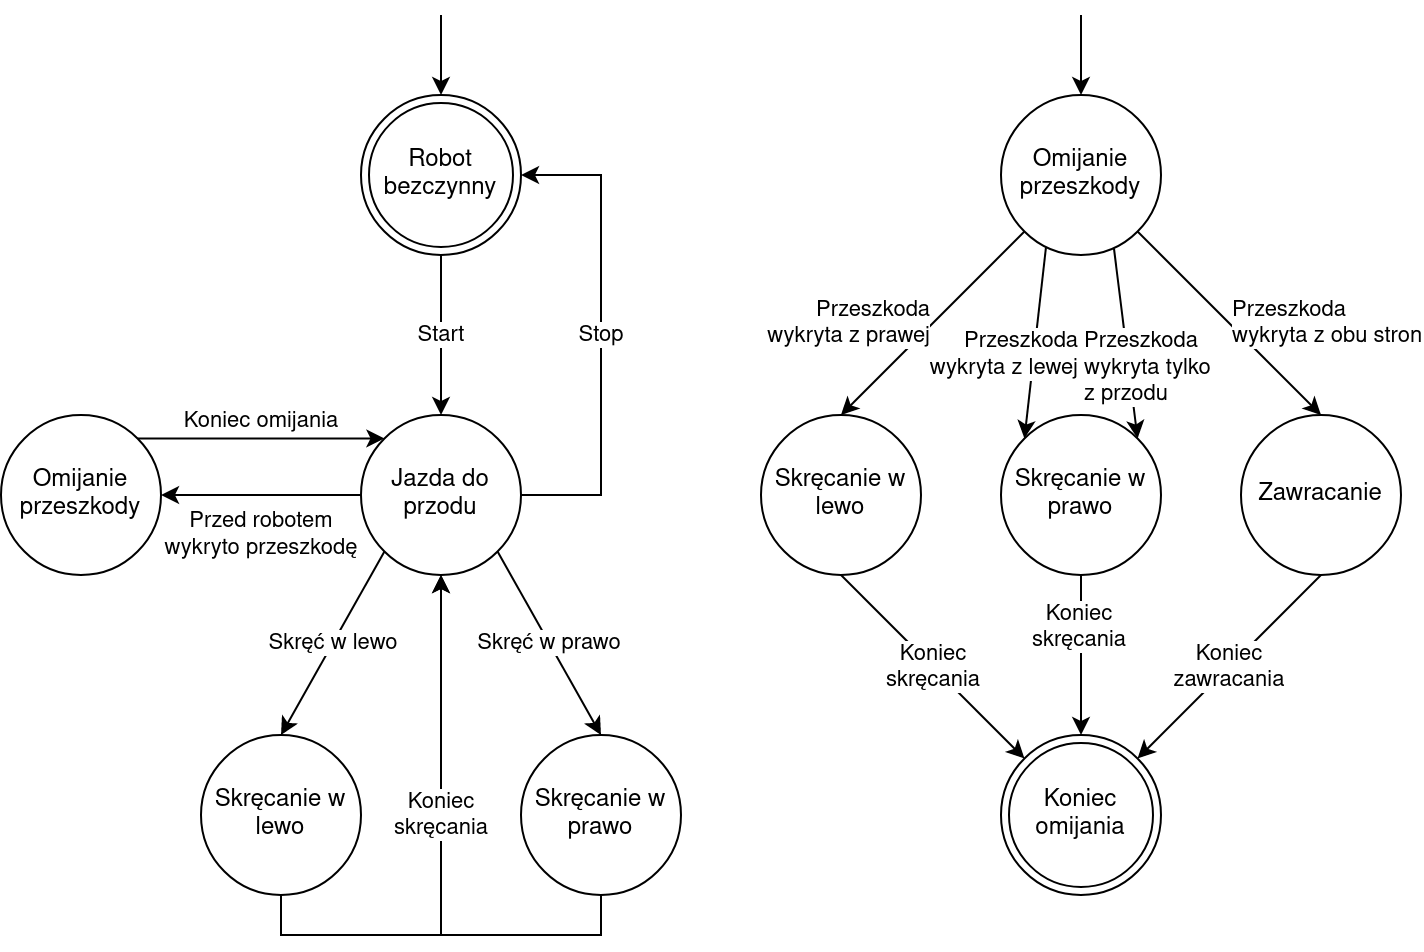 Robot
bezczynny
Start
Stop
Koniec omijania
Omijanie
przeszkody
Jazda do
przodu
Przed robotem
wykryto przeszkodę
Skręć w lewo
Skręć w prawo
Skręcanie w
lewo
Koniec
skręcania
Skręcanie w
prawo
Omijanie
przeszkody
Przeszkoda
wykryta z prawej
Przeszkoda
wykryta z lewej
Przeszkoda
wykryta tylko
z przodu
Przeszkoda
wykryta z obu stron
Skręcanie w
lewo
Skręcanie w
prawo
Zawracanie
Koniec
skręcania
Koniec
skręcania
Koniec
zawracania
Koniec
omijania